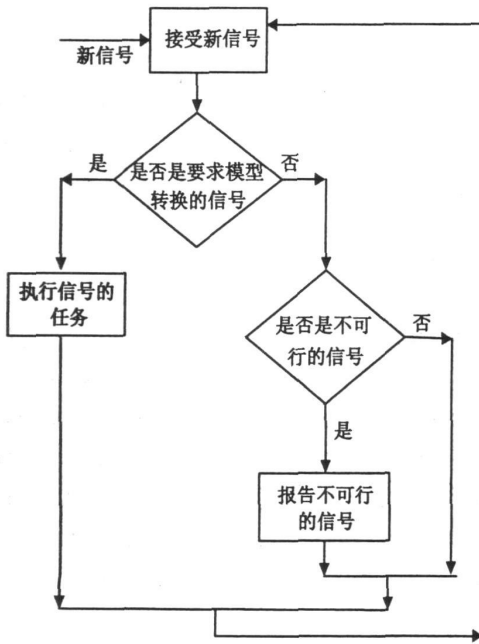 接受新信号
新信号
是否是要求模型
转换的信号
是
否
执行信号的
任务
是否是不可
行的信号
否
是
报告不可行
的信号